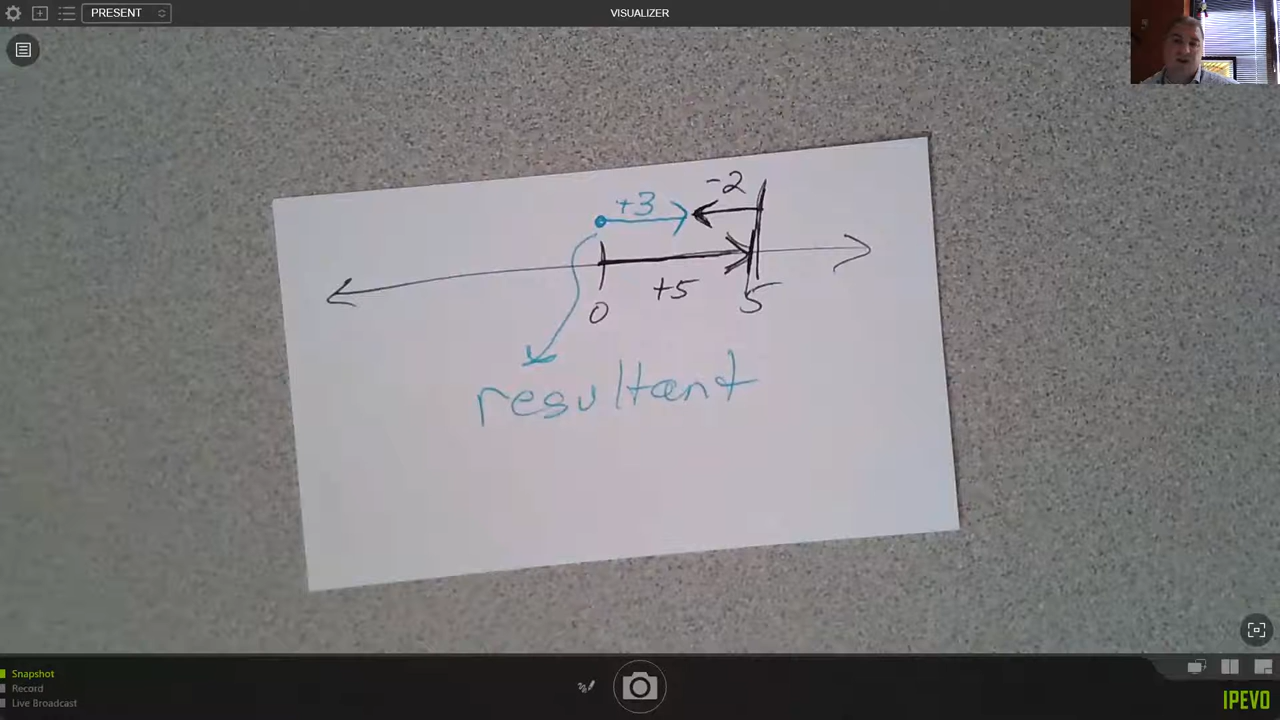 PRESENT
VISUALIZER
-2
+3
+5
0
5
resultant
Snapshot
Record
Live Broadcast
IPEVO